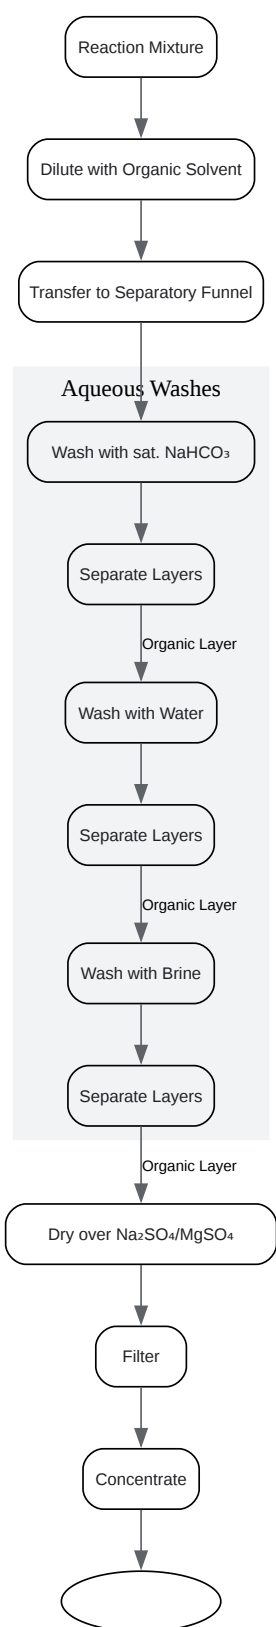 Reaction Mixture
Dilute with Organic Solvent
Transfer to Separatory Funnel
Aqueous Washes
Wash with sat. NaHCO₃
Separate Layers
Organic Layer
Wash with Water
Separate Layers
Organic Layer
Wash with Brine
Separate Layers
Organic Layer
Dry over Na₂SO₄/MgSO₄
Filter
Concentrate